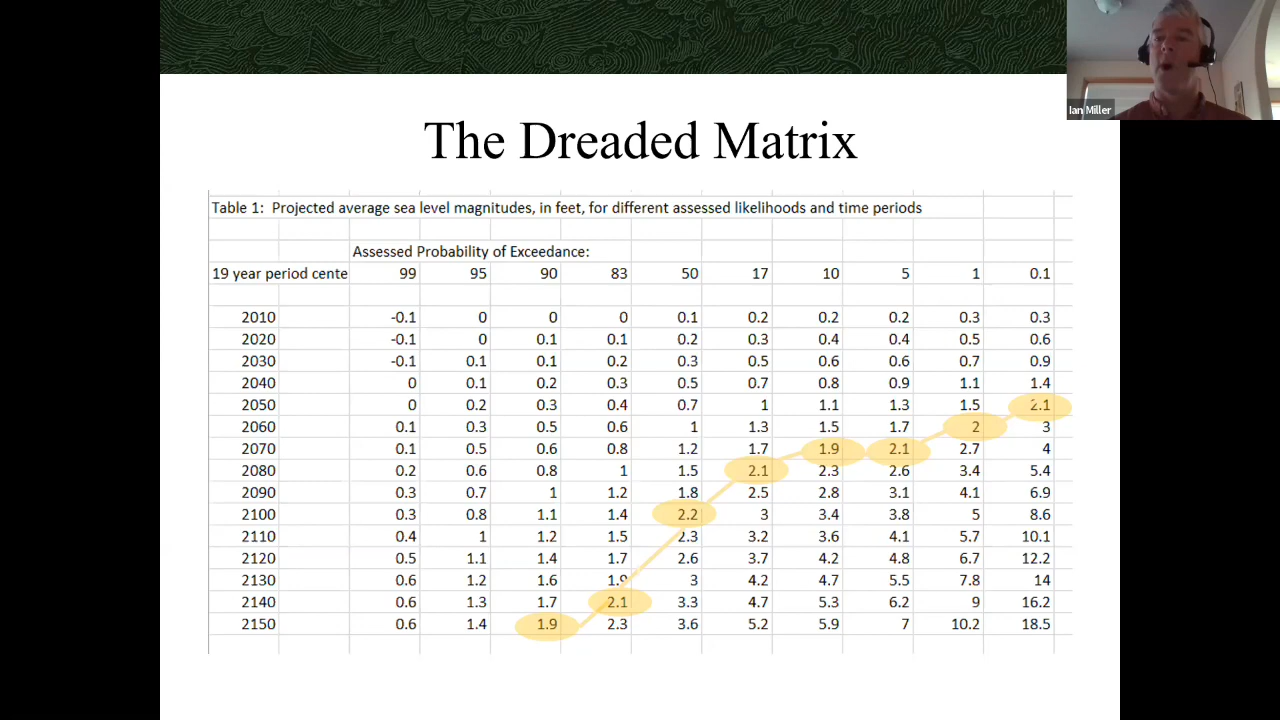 Ian Miller
The Dreaded Matrix
Table 1: Projected average sea level magnitudes, in feet, for different assessed likelihoods and time periods
Assessed Probability of Exceedance:
19 year period cente 99 95 90 83 50 17 10 5 1 0.1
2010 -0.1 0 0 0 0.1 0.2 0.2 0.2 0.3 0.3
2020 -0.1 0 0.1 0.1 0.2 0.3 0.4 0.4 0.5 0.6
2030 -0.1 0.1 0.1 0.2 0.3 0.5 0.6 0.6 0.7 0.9
2040 0 0.1 0.2 0.3 0.5 0.7 0.8 0.9 1.1 1.4
2050 0 0.2 0.3 0.4 0.7 1 1.1 1.3 1.5 2.1
2060 0.1 0.3 0.5 0.6 1 1.3 1.5 1.7 2 3
2070 0.1 0.5 0.6 0.8 1.2 1.7 1.9 2.1 2.7 4
2080 0.2 0.6 0.8 1 1.5 2.1 2.3 2.6 3.4 5.4
2090 0.3 0.7 1 1.2 1.8 2.5 2.8 3.1 4.1 6.9
2100 0.3 0.8 1.1 1.4 2.2 3 3.4 3.8 5 8.6
2110 0.4 1 1.2 1.5 2.3 3.2 3.6 4.1 5.7 10.1
2120 0.5 1.1 1.4 1.7 2.6 3.7 4.2 4.8 6.7 12.2
2130 0.6 1.2 1.6 1.9 3 4.2 4.7 5.5 7.8 14
2140 0.6 1.3 1.7 2.1 3.3 4.7 5.3 6.2 9 16.2
2150 0.6 1.4 1.9 2.3 3.6 5.2 5.9 7 10.2 18.5